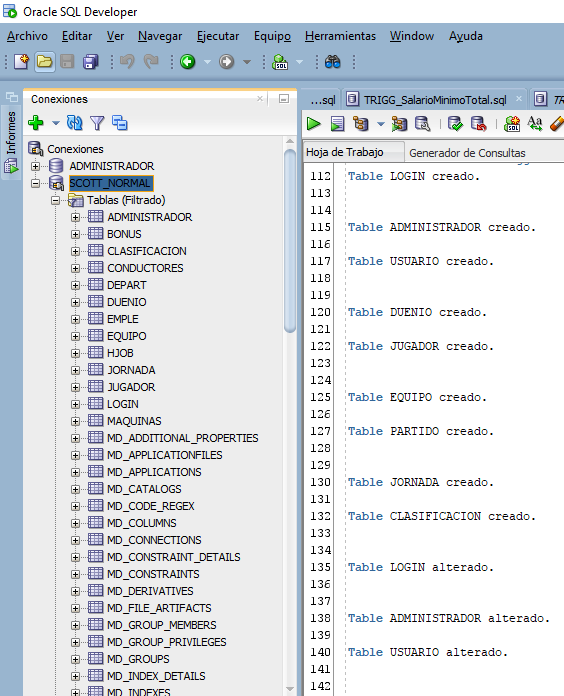 Oracle SQL Developer
Archivo Editar Ver Navegar Ejecutar Equipo Herramientas Window Ayuda
SQL
Informes
Conexiones
Conexiones
ADMINISTRADOR
SCOTT_NORMAL
Tablas (Filtrado)
ADMINISTRADOR
BONUS
CLASIFICACION
CONDUCTORES
DEPART
DUENIO
EMPLE
EQUIPO
HJOB
JORNADA
JUGADOR
LOGIN
MAQUINAS
MD_ADDITIONAL_PROPERTIES
MD_APPLICATIONFILES
MD_APPLICATIONS
MD_CATALOGS
MD_CODE_REGEX
MD_COLUMNS
MD_CONNECTIONS
MD_CONSTRAINT_DETAILS
MD_CONSTRAINTS
MD_DERIVATIVES
MD_FILE_ARTIFACTS
MD_GROUP_MEMBERS
MD_GROUP_PRIVILEGES
MD_GROUPS
MD_INDEX_DETAILS
MD_INDEXES
...sql TRIGG_SalarioMinimoTotal.sql
SQL Aa
Hoja de Trabajo Generador de Consultas
112 Table LOGIN creado.
113
114
115 Table ADMINISTRADOR creado.
116
117 Table USUARIO creado.
118
119
120 Table DUENIO creado.
121
122 Table JUGADOR creado.
123
124
125 Table EQUIPO creado.
126
127 Table PARTIDO creado.
128
129
130 Table JORNADA creado.
131
132 Table CLASIFICACION creado.
133
134
135 Table LOGIN alterado.
136
137
138 Table ADMINISTRADOR alterado.
139
140 Table USUARIO alterado.
141
142